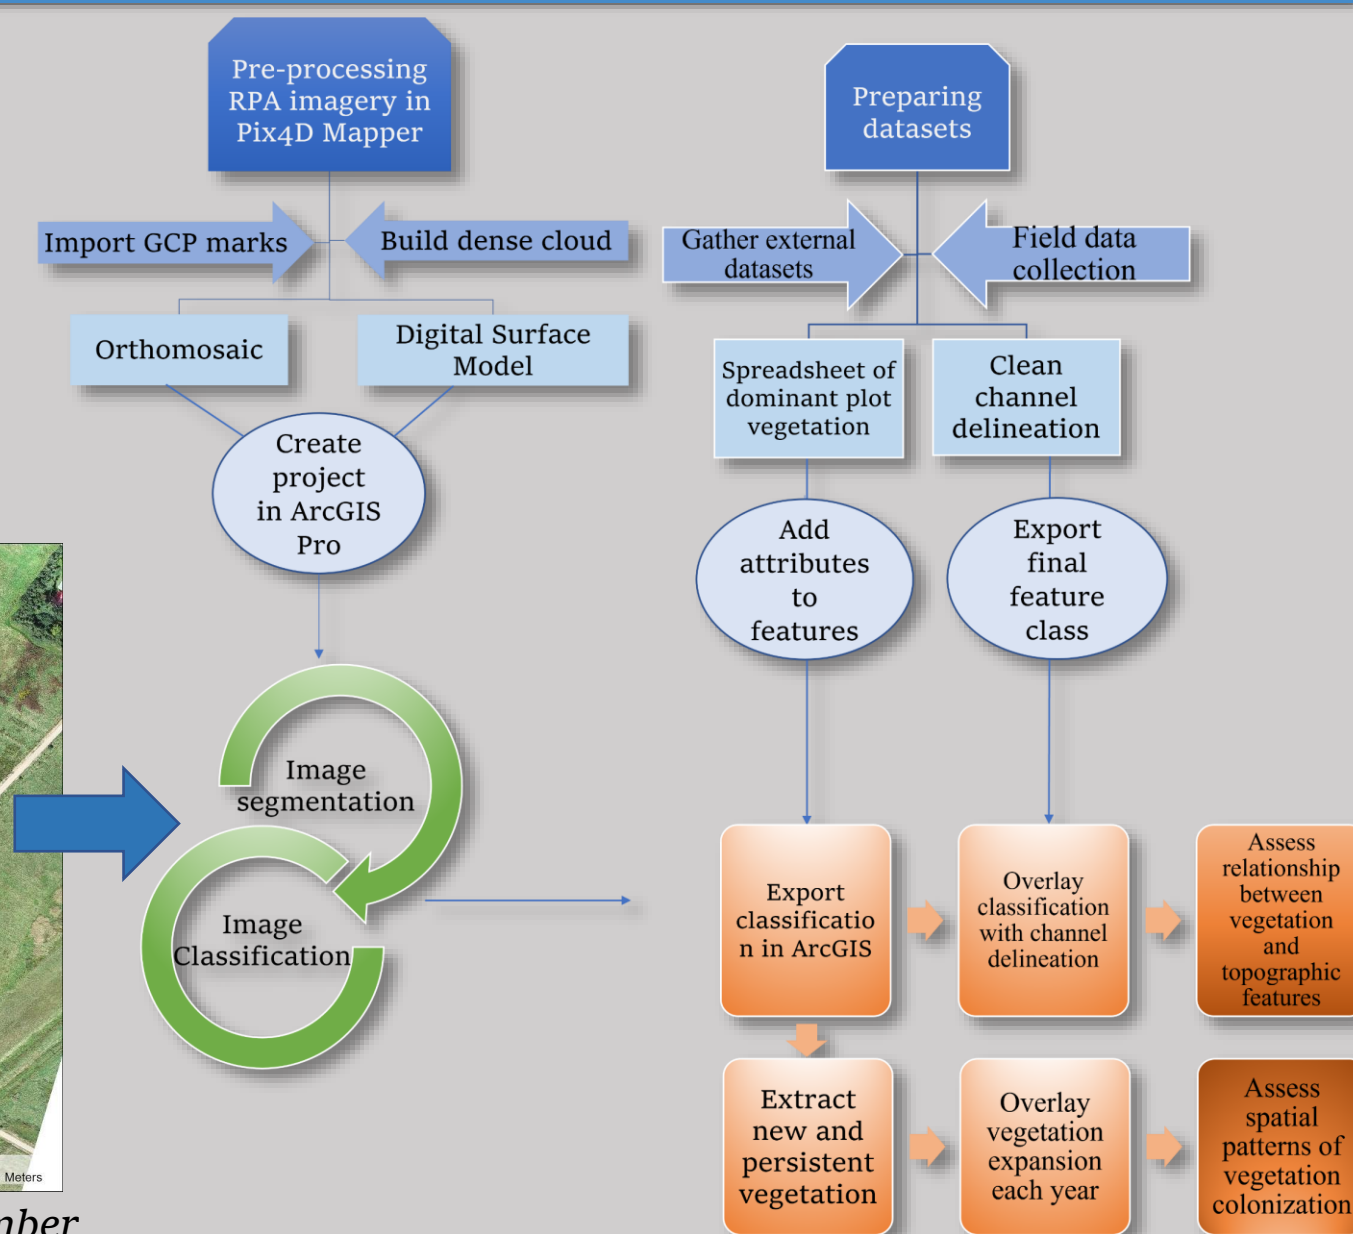 Pre-processing
RPA imagery in
Pix4D Mapper
Import GCP marks
Build dense cloud
Orthomosaic
Digital Surface
Model
Create
project
in ArcGIS
Pro
Image
segmentation
Image
Classification
Preparing
datasets
Gather external
datasets
Field data
collection
Spreadsheet of
dominant plot
vegetation
Clean
channel
delineation
Add
attributes
to
features
Export
final
feature
class
Export
classificatio
n in ArcGIS
Overlay
classification
with channel
delineation
Assess
relationship
between
vegetation
and
topographic
features
Extract
new and
persistent
vegetation
Overlay
vegetation
expansion
each year
Assess
spatial
patterns of
vegetation
colonization
Meters